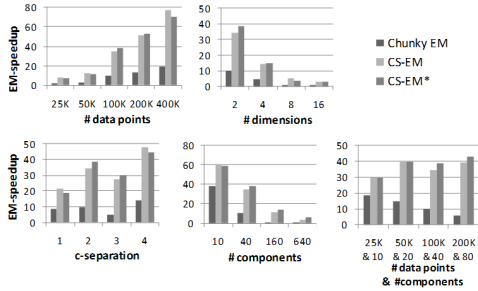 80
60
40
20
0
EM-speedup
25K 50K 100K 200K 400K
# data points
50
40
30
20
10
0
2 4 8 16
# dimensions
Chunky EM
CS-EM
CS-EM*
50
40
30
20
10
0
EM-speedup
1 2 3 4
c-separation
80
60
40
20
0
10 40 160 640
#components
50
40
30
20
10
0
25K 50K 100K 200K
& 10 & 20 & 40 & 80
# data points
& #components